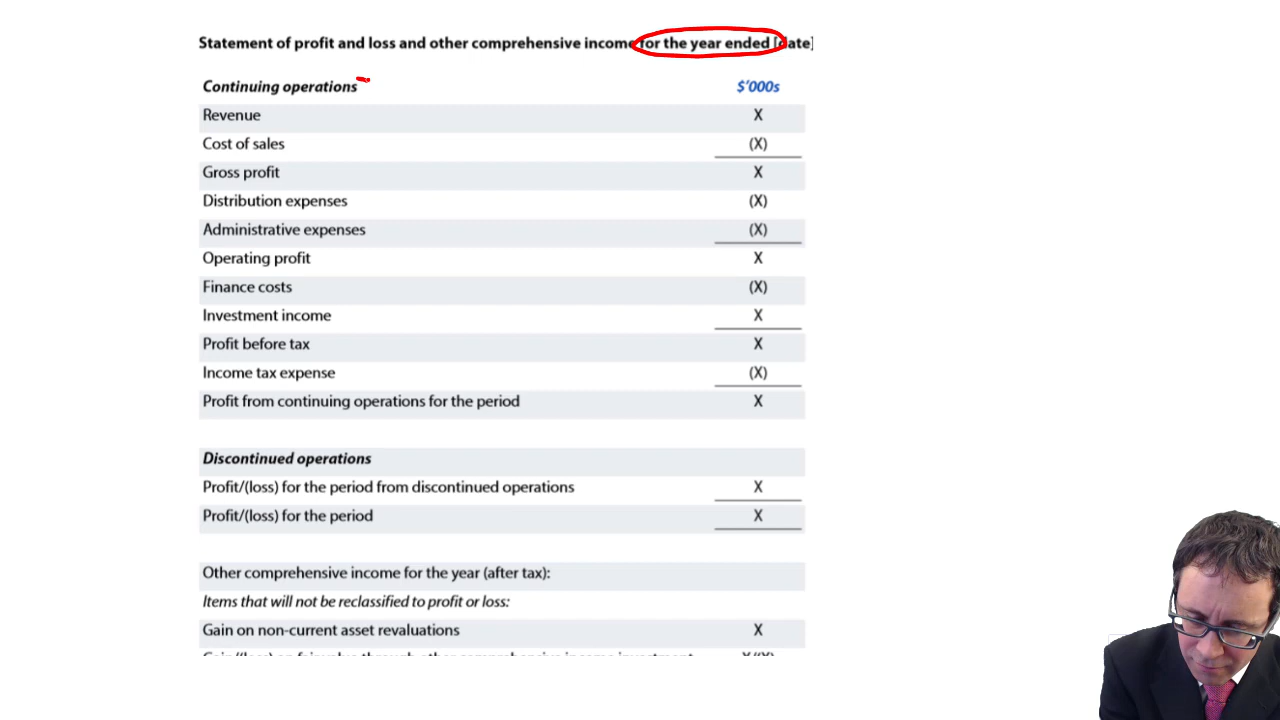 Statement of profit and loss and other comprehensive income for the year ended [date]
Continuing operations $'000s
Revenue X
Cost of sales (X)
Gross profit X
Distribution expenses (X)
Administrative expenses (X)
Operating profit X
Finance costs (X)
Investment income X
Profit before tax X
Income tax expense (X)
Profit from continuing operations for the period X
Discontinued operations
Profit/(loss) for the period from discontinued operations X
Profit/(loss) for the period X
Other comprehensive income for the year (after tax):
Items that will not be reclassified to profit or loss:
Gain on non-current asset revaluations X